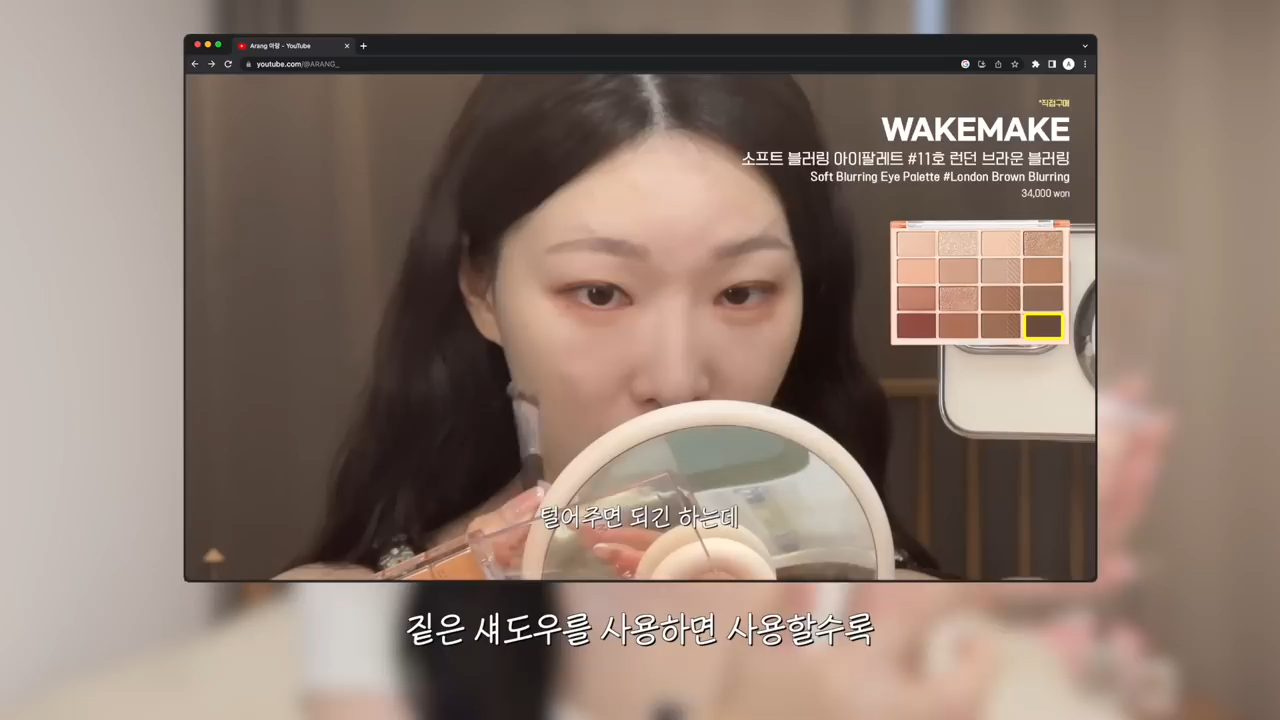 Arang 아랑 - YouTube
youtube.com/@ARANG_
A
*직접구매
WAKEMAKE
소프트 블러링 아이팔레트 #11호 런던 브라운 블러링
Soft Blurring Eye Palette #London Brown Blurring
34,000 won
털어주면 되긴 하는데
짙은 섀도우를 사용하면 사용할수록